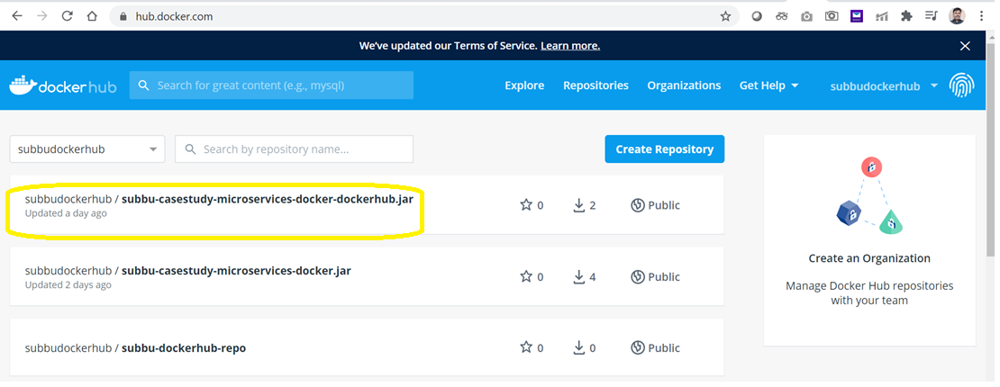 hub.docker.com
We've updated our Terms of Service. Learn more.
dockerhub
Search for great content (e.g., mysql)
Explore
Repositories
Organizations
Get Help
subbudockerhub
subbudockerhub
Search by repository name...
Create Repository
subbudockerhub / subbu-casestudy-microservices-docker-dockerhub.jar
Updated a day ago
0
2
Public
subbudockerhub / subbu-casestudy-microservices-docker.jar
Updated 2 days ago
0
4
Public
subbudockerhub / subbu-dockerhub-repo
0
0
Public
Create an Organization
Manage Docker Hub repositories
with your team